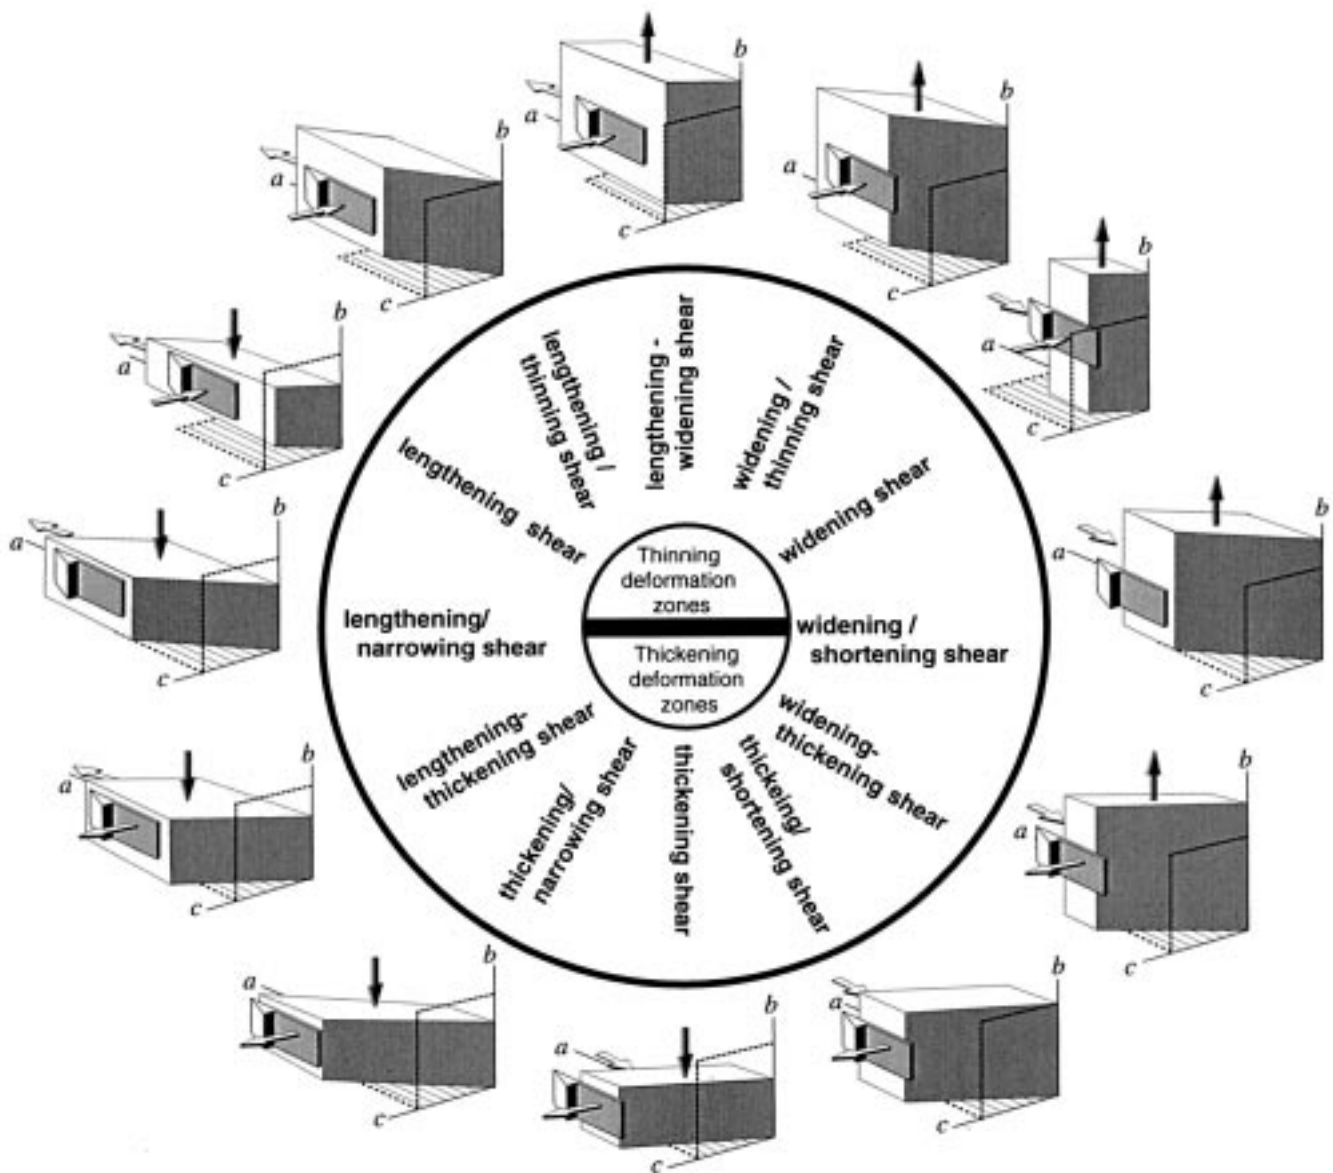 b
a
c
b
a
c
b
a
c
b
a
c
b
a
c
b
a
c
b
a
c
b
a
c
b
a
c
b
a
c
b
a
c
b
a
c
lengthening -
widening shear
widening /
thinning shear
widening shear
widening /
shortening shear
widening-
thickening shear
thickeing/
shortening shear
thickening shear
thickening/
narrowing shear
lengthening-
thickening shear
lengthening/
narrowing shear
lengthening shear
lengthening /
thinning shear
Thinning
deformation
zones
Thickening
deformation
zones